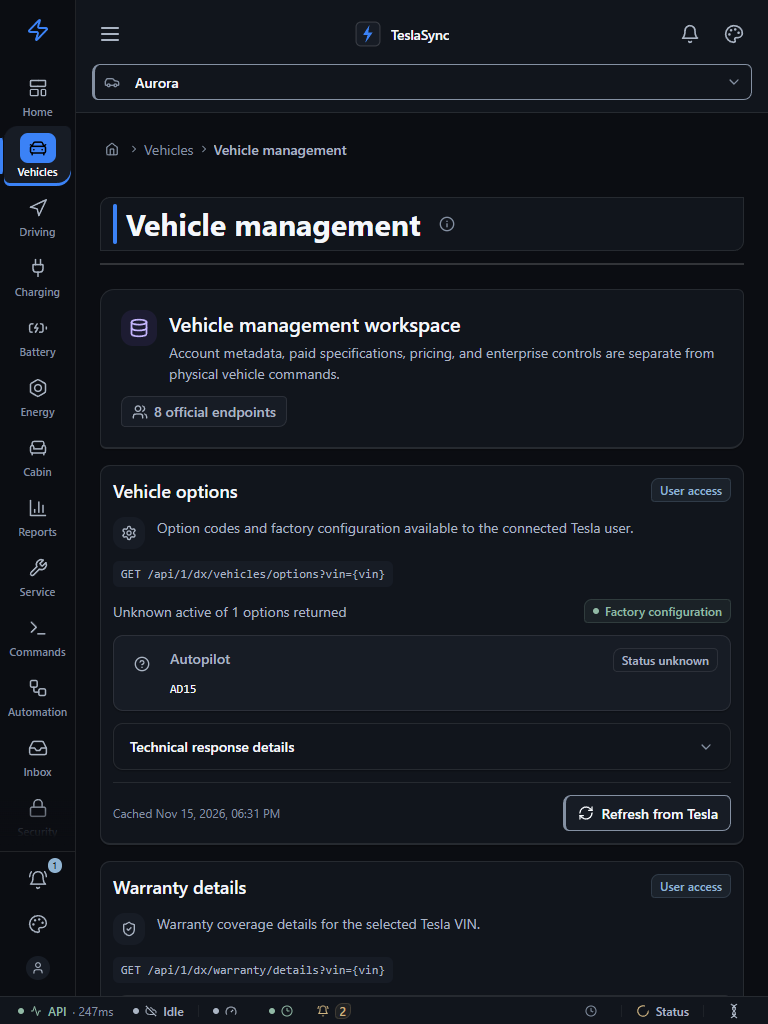 TeslaSync
Aurora
Home
Vehicles
Driving
Charging
Battery
Energy
Cabin
Reports
Service
Commands
Automation
Inbox
Security
1
Vehicles
Vehicle management
Vehicle management
Vehicle management workspace
Account metadata, paid specifications, pricing, and enterprise controls are separate from
physical vehicle commands.
8 official endpoints
Vehicle options
User access
Option codes and factory configuration available to the connected Tesla user.
GET /api/1/dx/vehicles/options?vin={vin}
Unknown active of 1 options returned
Factory configuration
Autopilot
Status unknown
AD15
Technical response details
Cached Nov 15, 2026, 06:31 PM
Refresh from Tesla
Warranty details
User access
Warranty coverage details for the selected Tesla VIN.
GET /api/1/dx/warranty/details?vin={vin}
API · 247ms
Idle
2
Status